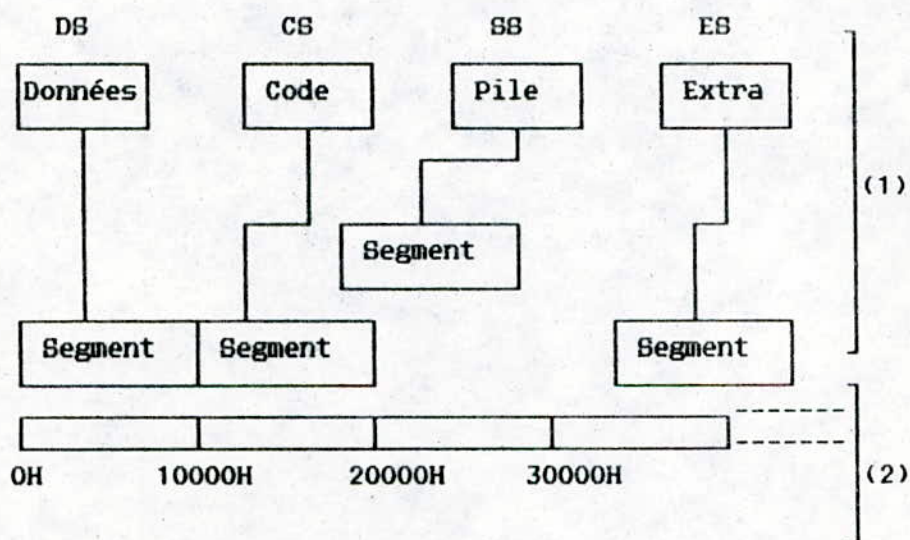 DS CS SS ES
Données Code Pile Extra
(1)
Segment
Segment Segment Segment
0H 10000H 20000H 30000H (2)